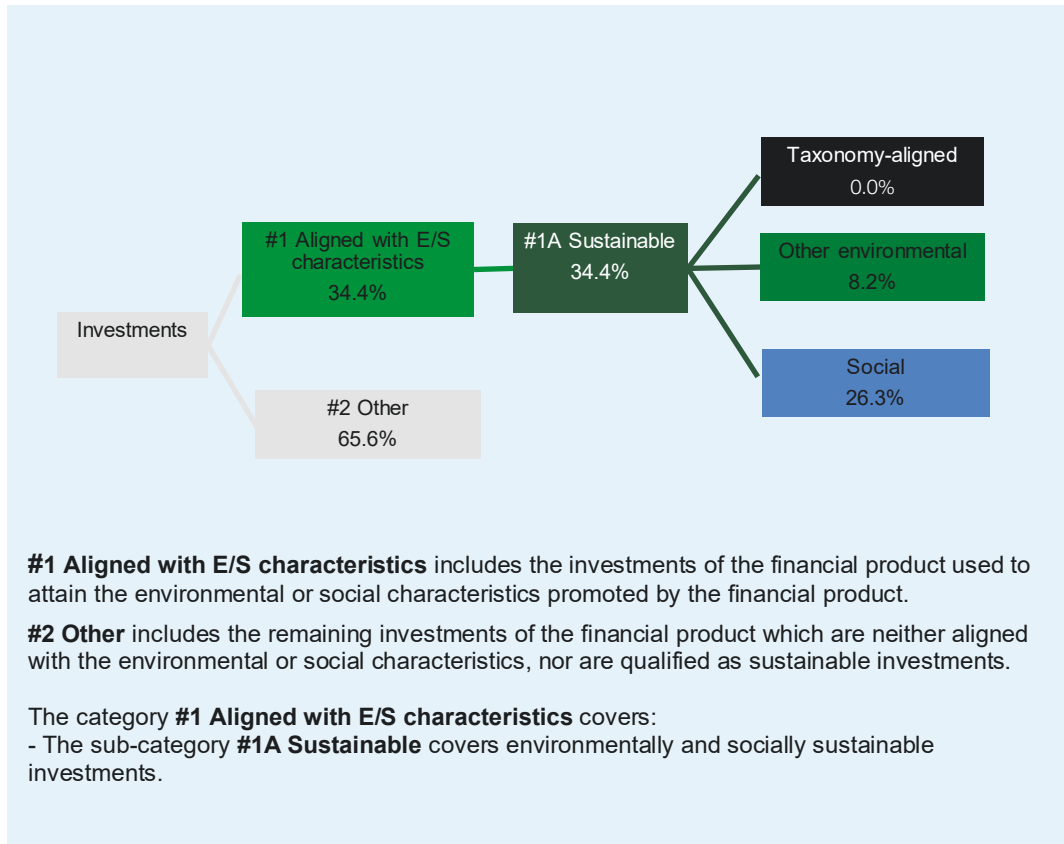 Taxonomy-aligned
0.0%
#1 Aligned with E/S
characteristics
34.4%
#1A Sustainable
34.4%
Other environmental
8.2%
Investments
Social
26.3%
#2 Other
65.6%
#1 Aligned with E/S characteristics includes the investments of the financial product used to
attain the environmental or social characteristics promoted by the financial product.
#2 Other includes the remaining investments of the financial product which are neither aligned
with the environmental or social characteristics, nor are qualified as sustainable investments.
The category #1 Aligned with E/S characteristics covers:
- The sub-category #1A Sustainable covers environmentally and socially sustainable
investments.